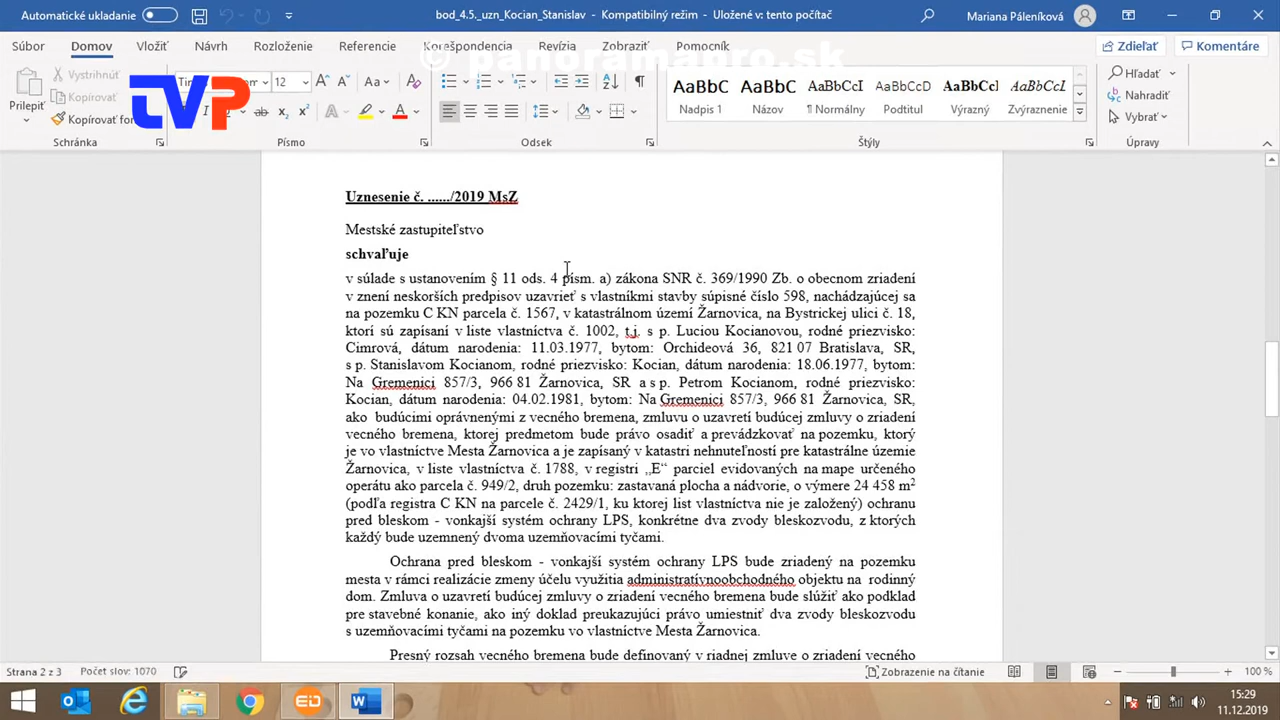 Automatické ukladanie
bod_4.5._uzn_Kocian_Stanislav - Kompatibilný režim - Uložené v: tento počítač
Mariana Páleníková
Súbor Domov Vložiť Návrh Rozloženie Referencie Korešpondencia Revízia Zobraziť Pomocník
Zdieľať Komentáre
© panoramapro.sk
TVP
Prilepiť
Vystrihnúť
Kopírovať
Kopírovať for
12
AaBbC AaBbC AaBbCcI AaBbCcD AaBbCc AaBbCcL
Nadpis 1 Názov ¶ Normálny Podtitul Výrazný Zvýraznenie
Hľadať
Nahradiť
Vybrať
Schránka Písmo Odsek Štýly Úpravy
Uznesenie č. ....../2019 MsZ
Mestské zastupiteľstvo
schvaľuje
v súlade s ustanovením § 11 ods. 4 písm. a) zákona SNR č. 369/1990 Zb. o obecnom zriadení
v znení neskorších predpisov uzavrieť s vlastníkmi stavby súpisné číslo 598, nachádzajúcej sa
na pozemku C KN parcela č. 1567, v katastrálnom území Žarnovica, na Bystrickej ulici č. 18,
ktorí sú zapísaní v liste vlastníctva č. 1002, t.j. s p. Luciou Kocianovou, rodné priezvisko:
Cimrová, dátum narodenia: 11.03.1977, bytom: Orchideová 36, 821 07 Bratislava, SR,
s p. Stanislavom Kocianom, rodné priezvisko: Kocian, dátum narodenia: 18.06.1977, bytom:
Na Gremenici 857/3, 966 81 Žarnovica, SR a s p. Petrom Kocianom, rodné priezvisko:
Kocian, dátum narodenia: 04.02.1981, bytom: Na Gremenici 857/3, 966 81 Žarnovica, SR,
ako budúcimi oprávnenými z vecného bremena, zmluvu o uzavretí budúcej zmluvy o zriadení
vecného bremena, ktorej predmetom bude právo osadiť a prevádzkovať na pozemku, ktorý
je vo vlastníctve Mesta Žarnovica a je zapísaný v katastri nehnuteľností pre katastrálne územie
Žarnovica, v liste vlastníctva č. 1788, v registri „E“ parciel evidovaných na mape určeného
operátu ako parcela č. 949/2, druh pozemku: zastavaná plocha a nádvorie, o výmere 24 458 m²
(podľa registra C KN na parcele č. 2429/1, ku ktorej list vlastníctva nie je založený) ochranu
pred bleskom - vonkajší systém ochrany LPS, konkrétne dva zvody bleskozvodu, z ktorých
každý bude uzemnený dvoma uzemňovacími tyčami.
Ochrana pred bleskom - vonkajší systém ochrany LPS bude zriadený na pozemku
mesta v rámci realizácie zmeny účelu využitia administratívnoobchodného objektu na rodinný
dom. Zmluva o uzavretí budúcej zmluvy o zriadení vecného bremena bude slúžiť ako podklad
pre stavebné konanie, ako iný doklad preukazujúci právo umiestniť dva zvody bleskozvodu
s uzemňovacími tyčami na pozemku vo vlastníctve Mesta Žarnovica.
Presný rozsah vecného bremena bude definovaný v riadnej zmluve o zriadení vecného
Strana 2 z 3 Počet slov: 1070 Zobrazenie na čítanie 100 %
15:29
11.12.2019